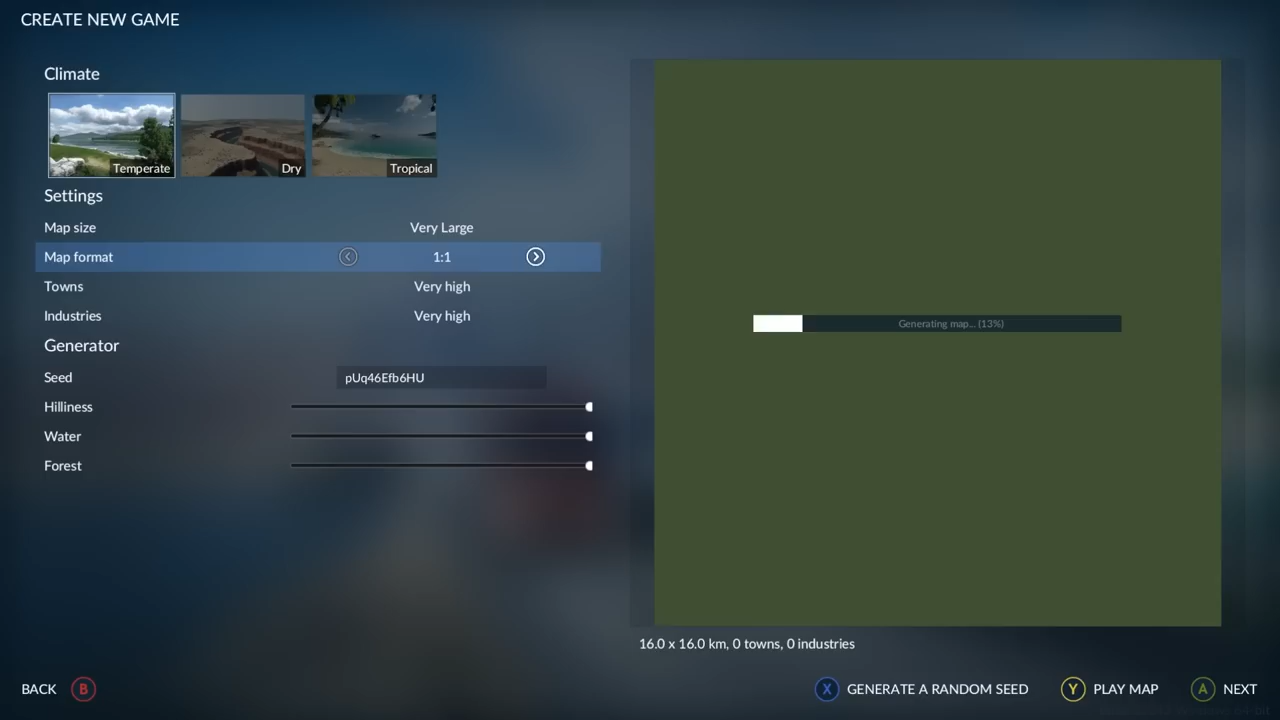 CREATE NEW GAME
Climate
Temperate
Dry
Tropical
Settings
Map size Very Large
Map format 1:1
Towns Very high
Industries Very high
Generator
Seed pUq46Efb6HU
Hilliness
Water
Forest
Generating map... (13%)
16.0 x 16.0 km, 0 towns, 0 industries
BACK B
X GENERATE A RANDOM SEED Y PLAY MAP A NEXT